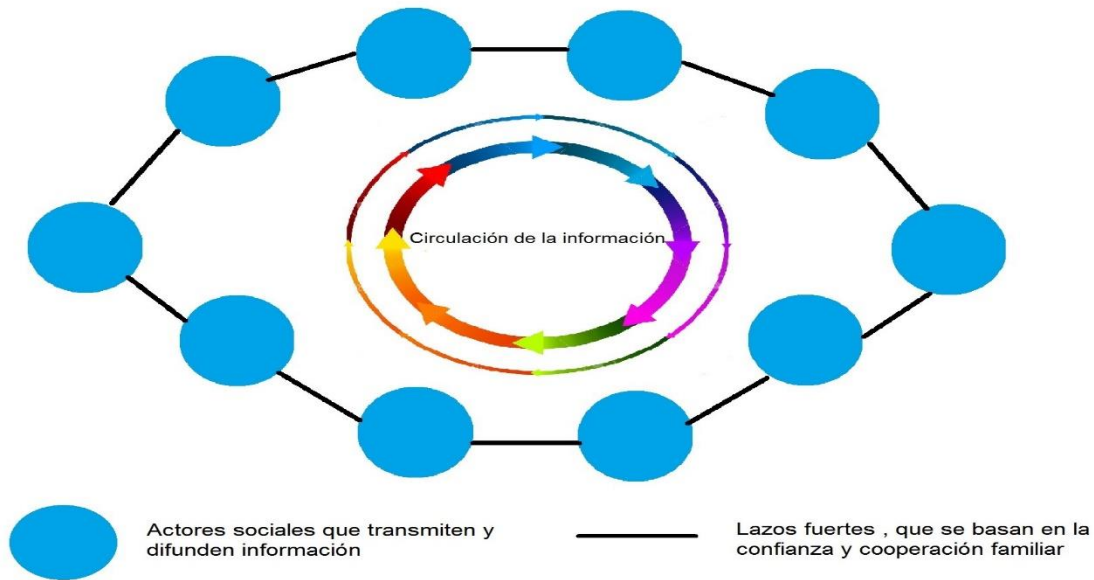 Circulación de la información
Actores sociales que transmiten y
difunden información
Lazos fuertes , que se basan en la
confianza y cooperación familiar